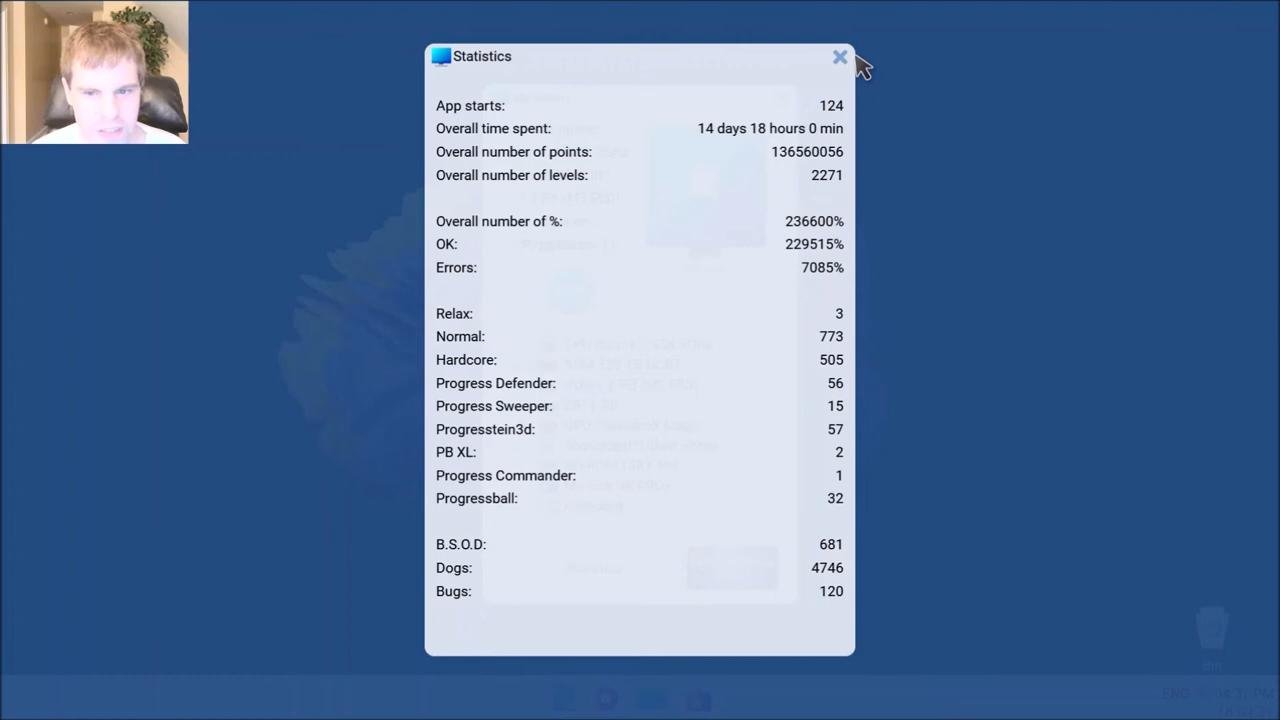 Statistics
App starts: 124
Overall time spent: 14 days 18 hours 0 min
Overall number of points: 136560056
Overall number of levels: 2271
Overall number of %: 236600%
OK: 229515%
Errors: 7085%
Relax: 3
Normal: 773
Hardcore: 505
Progress Defender: 56
Progress Sweeper: 15
Progresstein3d: 57
PB XL: 2
Progress Commander: 1
Progressball: 32
B.S.O.D: 681
Dogs: 4746
Bugs: 120
Bin
ENG